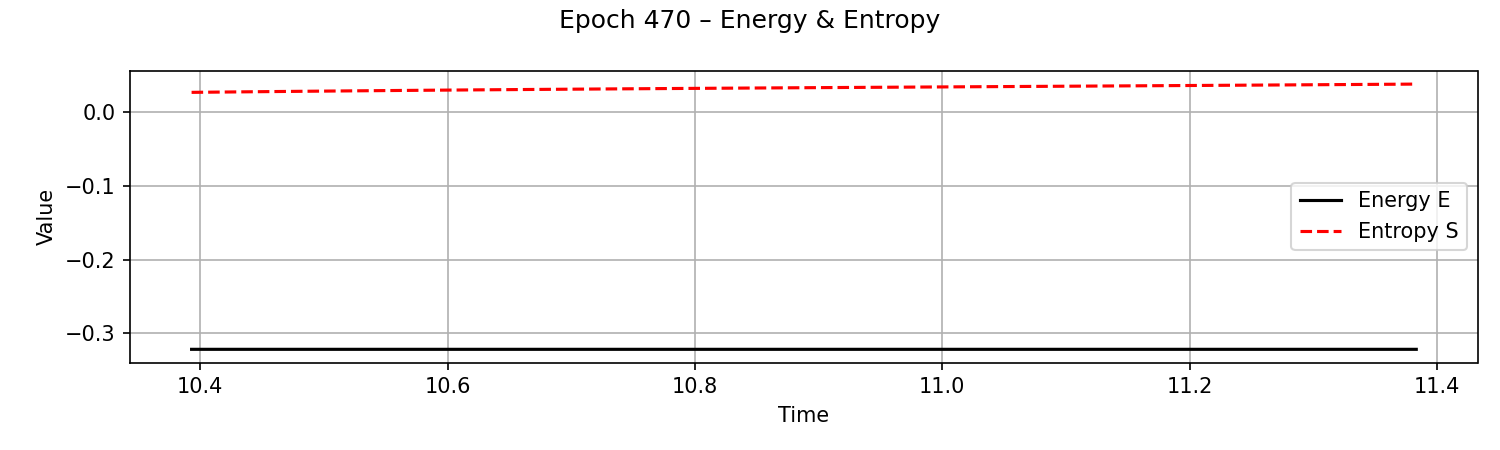 Epoch 470 – Energy & Entropy
0.0
−0.1
−0.2
−0.3
Value
Energy E
Entropy S
10.4 10.6 10.8 11.0 11.2 11.4
Time